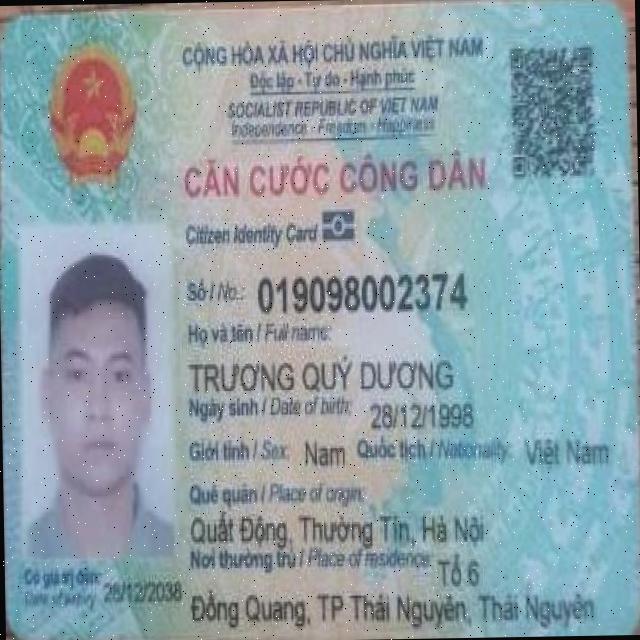 CỘNG HÒA XÃ HỘI CHỦ NGHĨA VIỆT NAM
Độc lập - Tự do - Hạnh phúc
SOCIALIST REPUBLIC OF VIET NAM
Independence - Freedom - Happiness
CĂN CƯỚC CÔNG DÂN
Citizen Identity Card
Số / No.: 019098002374
Họ và tên / Full name:
TRƯƠNG QUÝ DƯƠNG
Ngày sinh / Date of birth: 28/12/1998
Giới tính / Sex: Nam Quốc tịch / Nationality: Việt Nam
Quê quán / Place of origin:
Quất Động, Thường Tín, Hà Nội
Nơi thường trú / Place of residence: Tổ 6
Đồng Quang, TP Thái Nguyên, Thái Nguyên
Có giá trị đến: 28/12/2038
Date of expiry